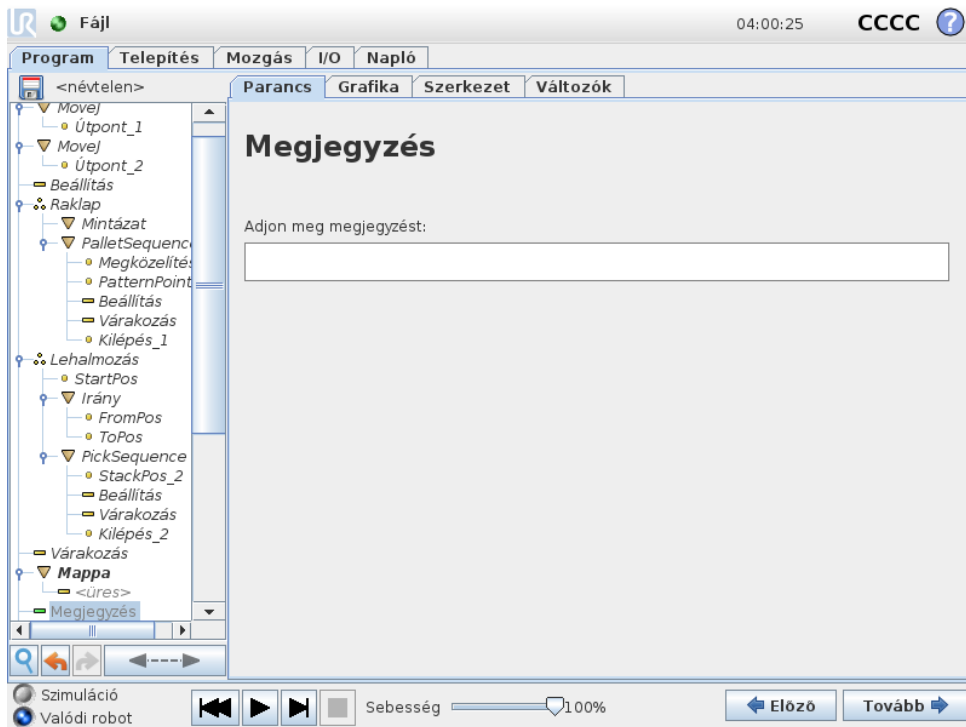 Fájl 04:00:25 CCCC ?
Program Telepítés Mozgás I/O Napló
<névtelen>
Parancs Grafika Szerkezet Változók
MoveJ
Útpont_1
MoveJ
Útpont_2
Beállítás
Raklap
Mintázat
PalletSequenc
Megközelítés
PatternPoint
Beállítás
Várakozás
Kilépés_1
Lehalmozás
StartPos
Irány
FromPos
ToPos
PickSequence
StackPos_2
Beállítás
Várakozás
Kilépés_2
Várakozás
Mappa
<üres>
Megjegyzés
Megjegyzés
Adjon meg megjegyzést:
Szimuláció
Valódi robot
Sebesség 100%
Előző Tovább